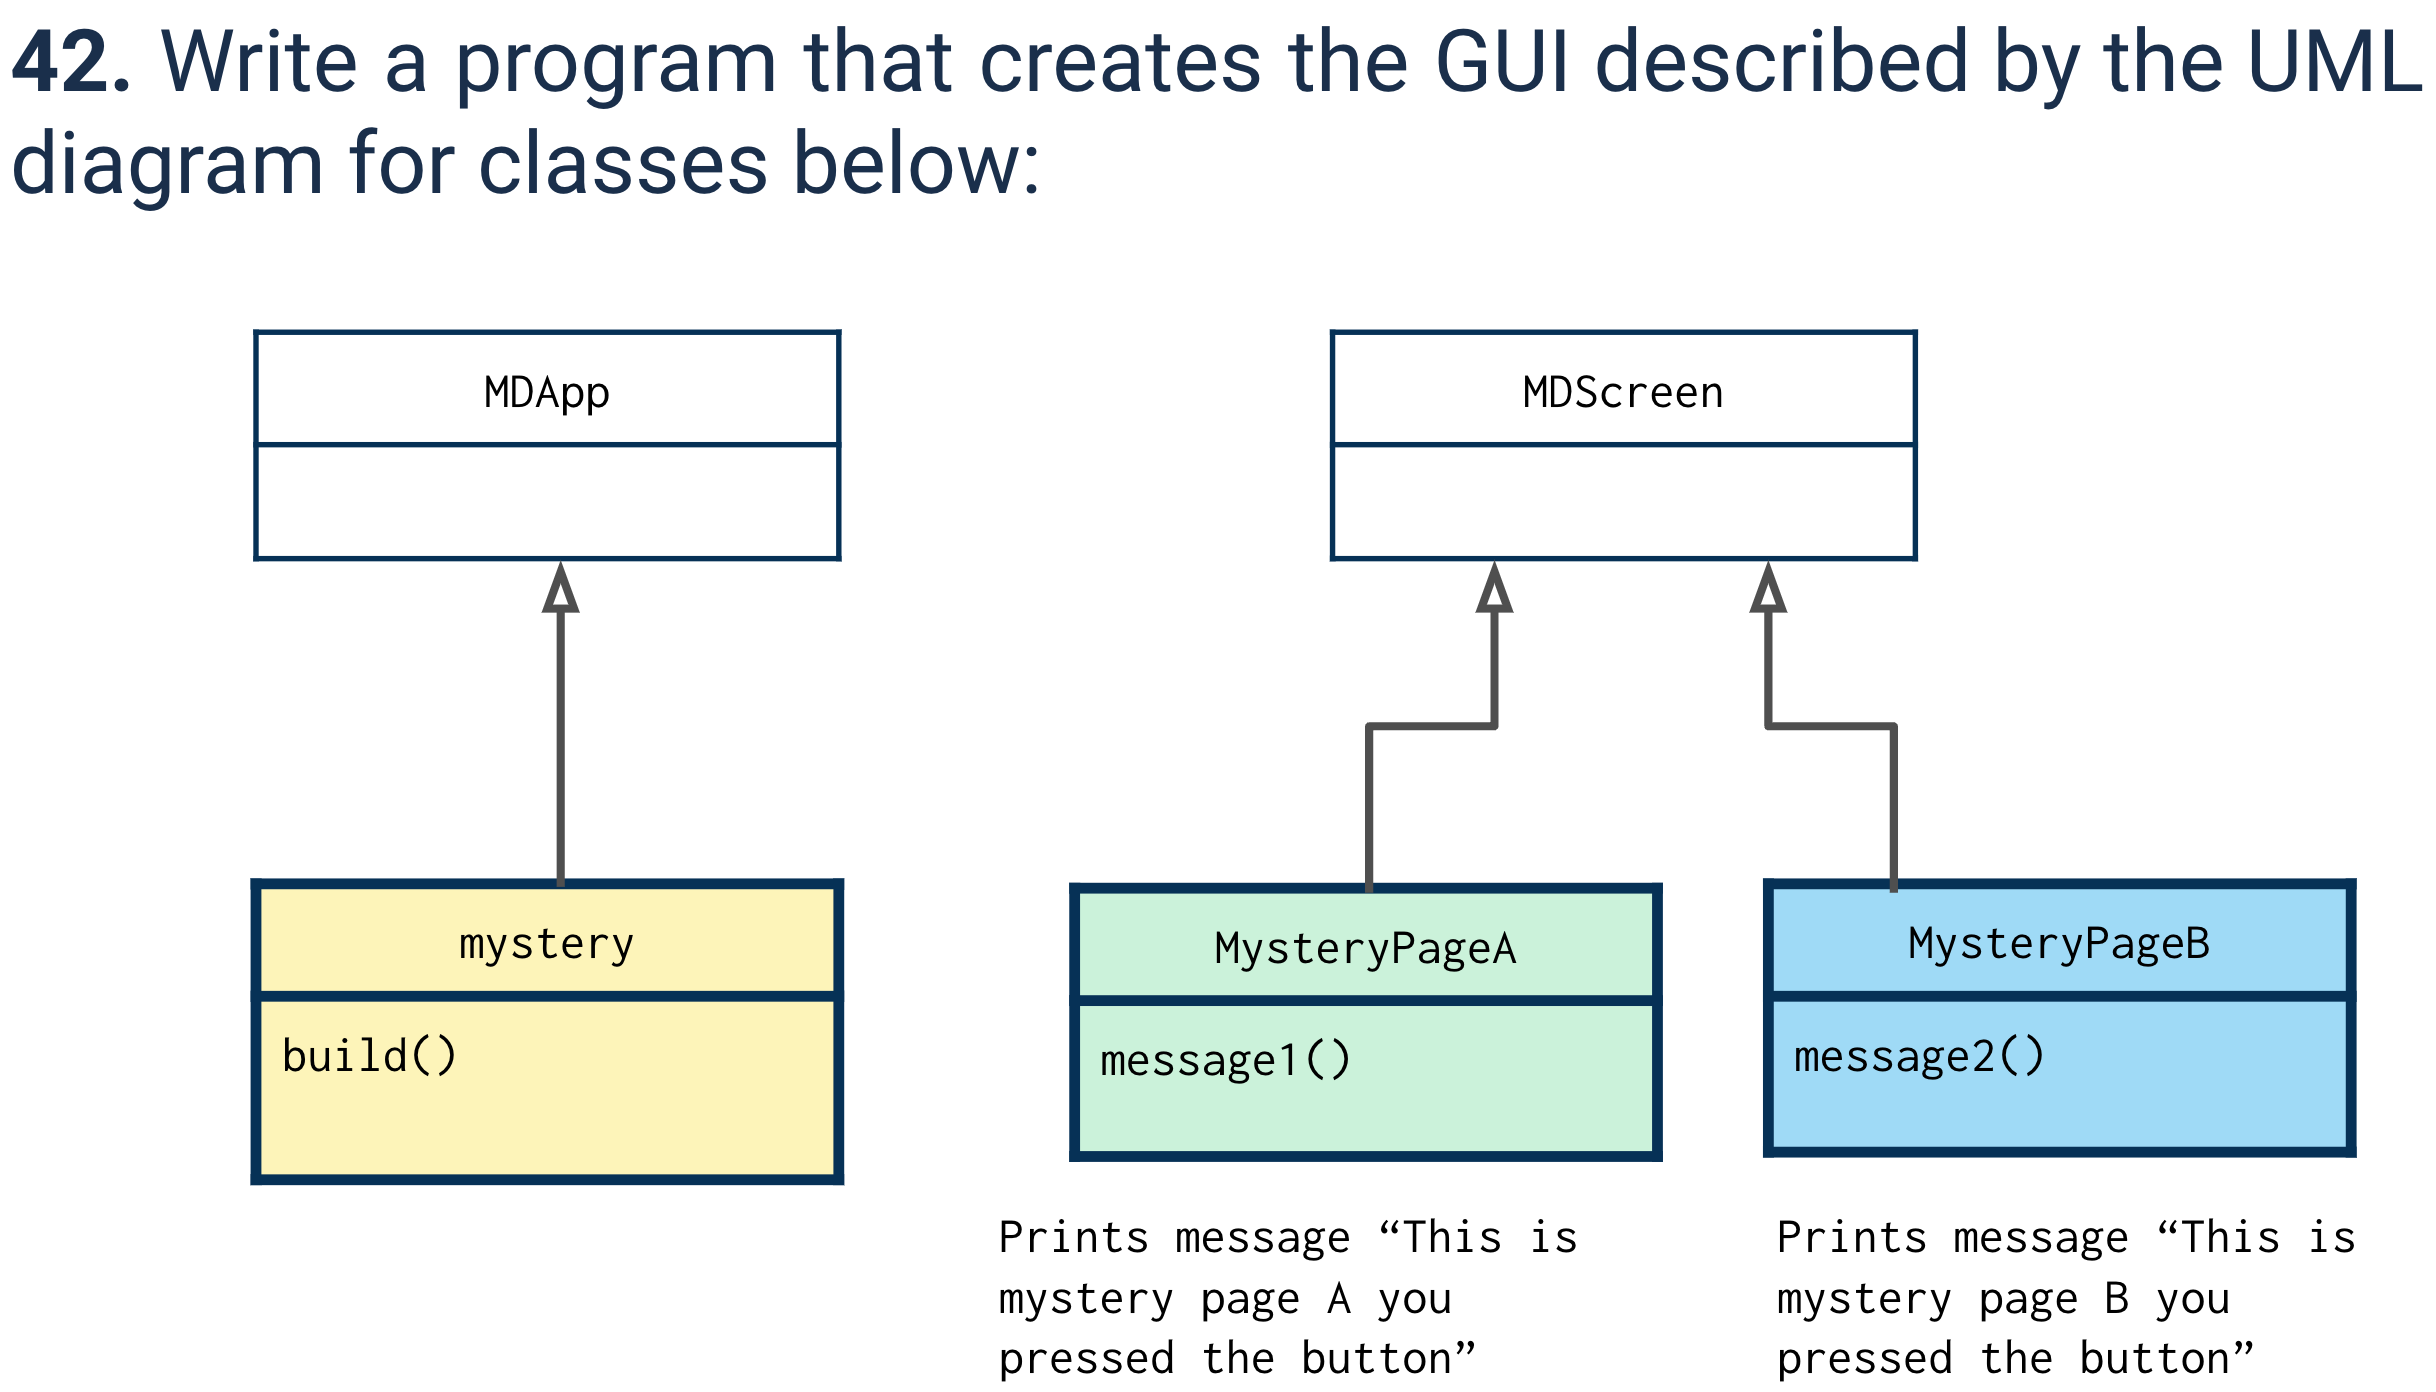 42. Write a program that creates the GUI described by the UML
diagram for classes below:
MDApp
MDScreen
mystery
build()
MysteryPageA
message1()
MysteryPageB
message2()
Prints message “This is
mystery page A you
pressed the button”
Prints message “This is
mystery page B you
pressed the button”